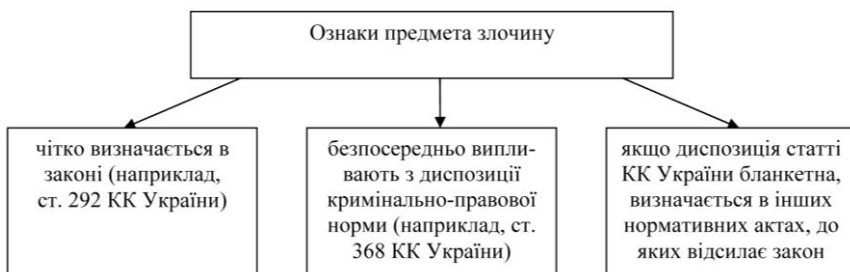 Ознаки предмета злочину
чітко визначається в
законі (наприклад,
ст. 292 КК України)
безпосередньо випли-
вають з диспозиції
кримінально-правової
норми (наприклад, ст.
368 КК України)
якщо диспозиція статті
КК України бланкетна,
визначається в інших
нормативних актах, до
яких відсилає закон